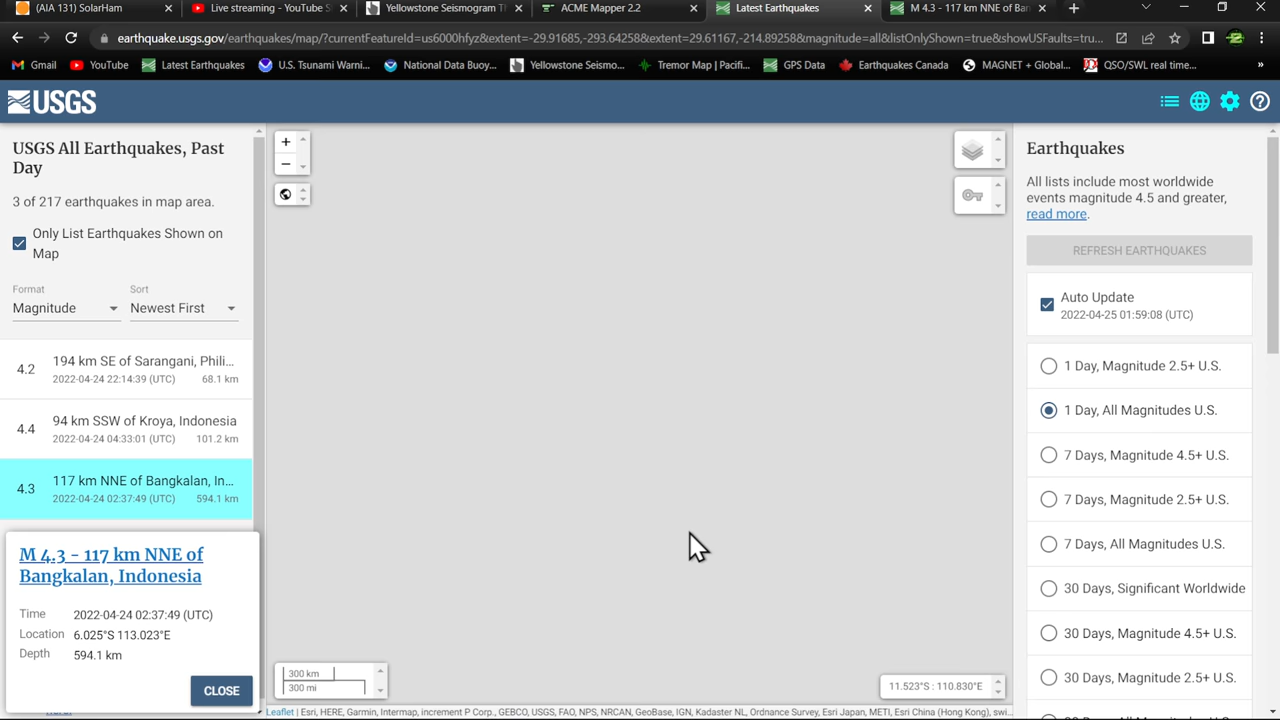 (AIA 131) SolarHam
Live streaming - YouTube S
Yellowstone Seismogram T
ACME Mapper 2.2
Latest Earthquakes
M 4.3 - 117 km NNE of Ban
earthquake.usgs.gov/earthquakes/map/?currentFeatureId=us6000hfyz&extent=-29.91685,-293.64258&extent=29.61167,-214.89258&magnitude=all&listOnlyShown=true&showUSFaults=tru...
Gmail
YouTube
Latest Earthquakes
U.S. Tsunami Warni...
National Data Buoy...
Yellowstone Seismo...
Tremor Map | Pacifi...
GPS Data
Earthquakes Canada
MAGNET + Global...
QSO/SWL real time...
»
USGS
USGS All Earthquakes, Past
Day
3 of 217 earthquakes in map area.
Only List Earthquakes Shown on
Map
Format
Sort
Magnitude
Newest First
4.2
194 km SE of Sarangani, Phili...
2022-04-24 22:14:39 (UTC)
68.1 km
4.4
94 km SSW of Kroya, Indonesia
2022-04-24 04:33:01 (UTC)
101.2 km
4.3
117 km NNE of Bangkalan, In...
2022-04-24 02:37:49 (UTC)
594.1 km
M 4.3 - 117 km NNE of
Bangkalan, Indonesia
Time 2022-04-24 02:37:49 (UTC)
Location 6.025°S 113.023°E
Depth 594.1 km
CLOSE
+
−
300 km
300 mi
11.523°S : 110.830°E
Leaflet | Esri, HERE, Garmin, Intermap, increment P Corp., GEBCO, USGS, FAO, NPS, NRCAN, GeoBase, IGN, Kadaster NL, Ordnance Survey, Esri Japan, METI, Esri China (Hong Kong), swi...
Earthquakes
All lists include most worldwide
events magnitude 4.5 and greater,
read more.
REFRESH EARTHQUAKES
Auto Update
2022-04-25 01:59:08 (UTC)
1 Day, Magnitude 2.5+ U.S.
1 Day, All Magnitudes U.S.
7 Days, Magnitude 4.5+ U.S.
7 Days, Magnitude 2.5+ U.S.
7 Days, All Magnitudes U.S.
30 Days, Significant Worldwide
30 Days, Magnitude 4.5+ U.S.
30 Days, Magnitude 2.5+ U.S.